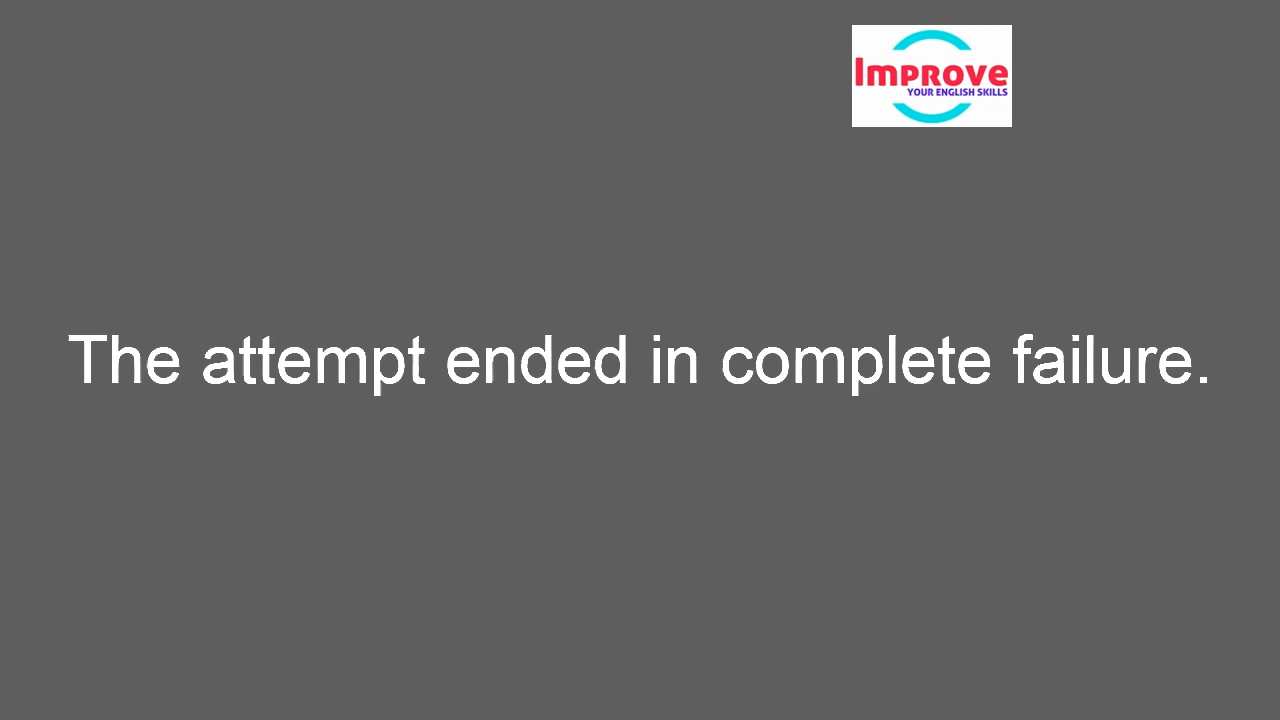 Improve
YOUR ENGLISH SKILLS
The attempt ended in complete failure.